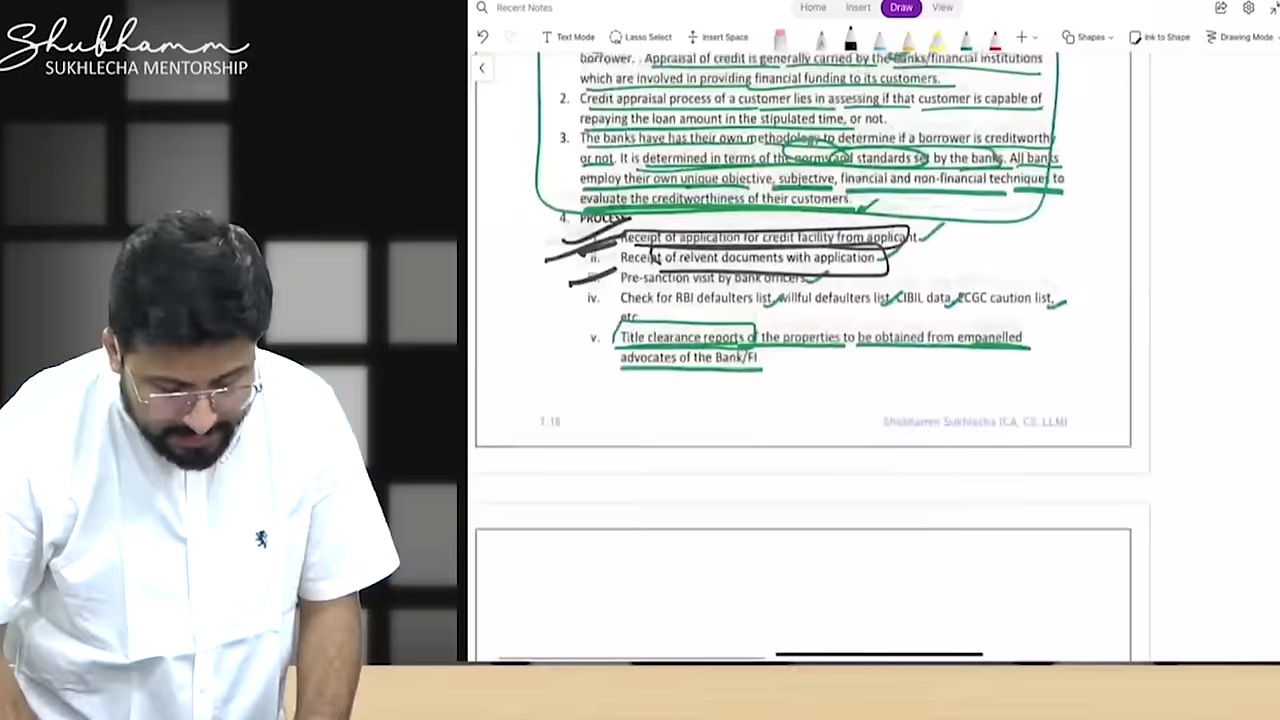 Shubhamm
SUKHLECHA MENTORSHIP
Recent Notes
Home Insert Draw View
Text Mode Lasso Select Insert Space Shapes Ink to Shape Drawing Mode
borrower. . Appraisal of credit is generally carried by the banks/financial institutions
which are involved in providing financial funding to its customers.
2. Credit appraisal process of a customer lies in assessing if that customer is capable of
repaying the loan amount in the stipulated time, or not.
3. The banks have has their own methodology to determine if a borrower is creditworthy
or not. It is determined in terms of the norms and standards set by the banks. All banks
employ their own unique objective, subjective, financial and non-financial techniques to
evaluate the creditworthiness of their customers.
4. PROCESS
Receipt of application for credit facility from applicant
ii. Receipt of relvent documents with application
iii. Pre-sanction visit by bank officers
iv. Check for RBI defaulters list, willful defaulters list, CIBIL data, ECGC caution list,
etc
v. Title clearance reports of the properties to be obtained from empanelled
advocates of the Bank/FI
7.18 Shubhamm Sukhlecha (CA, CS, LLM)